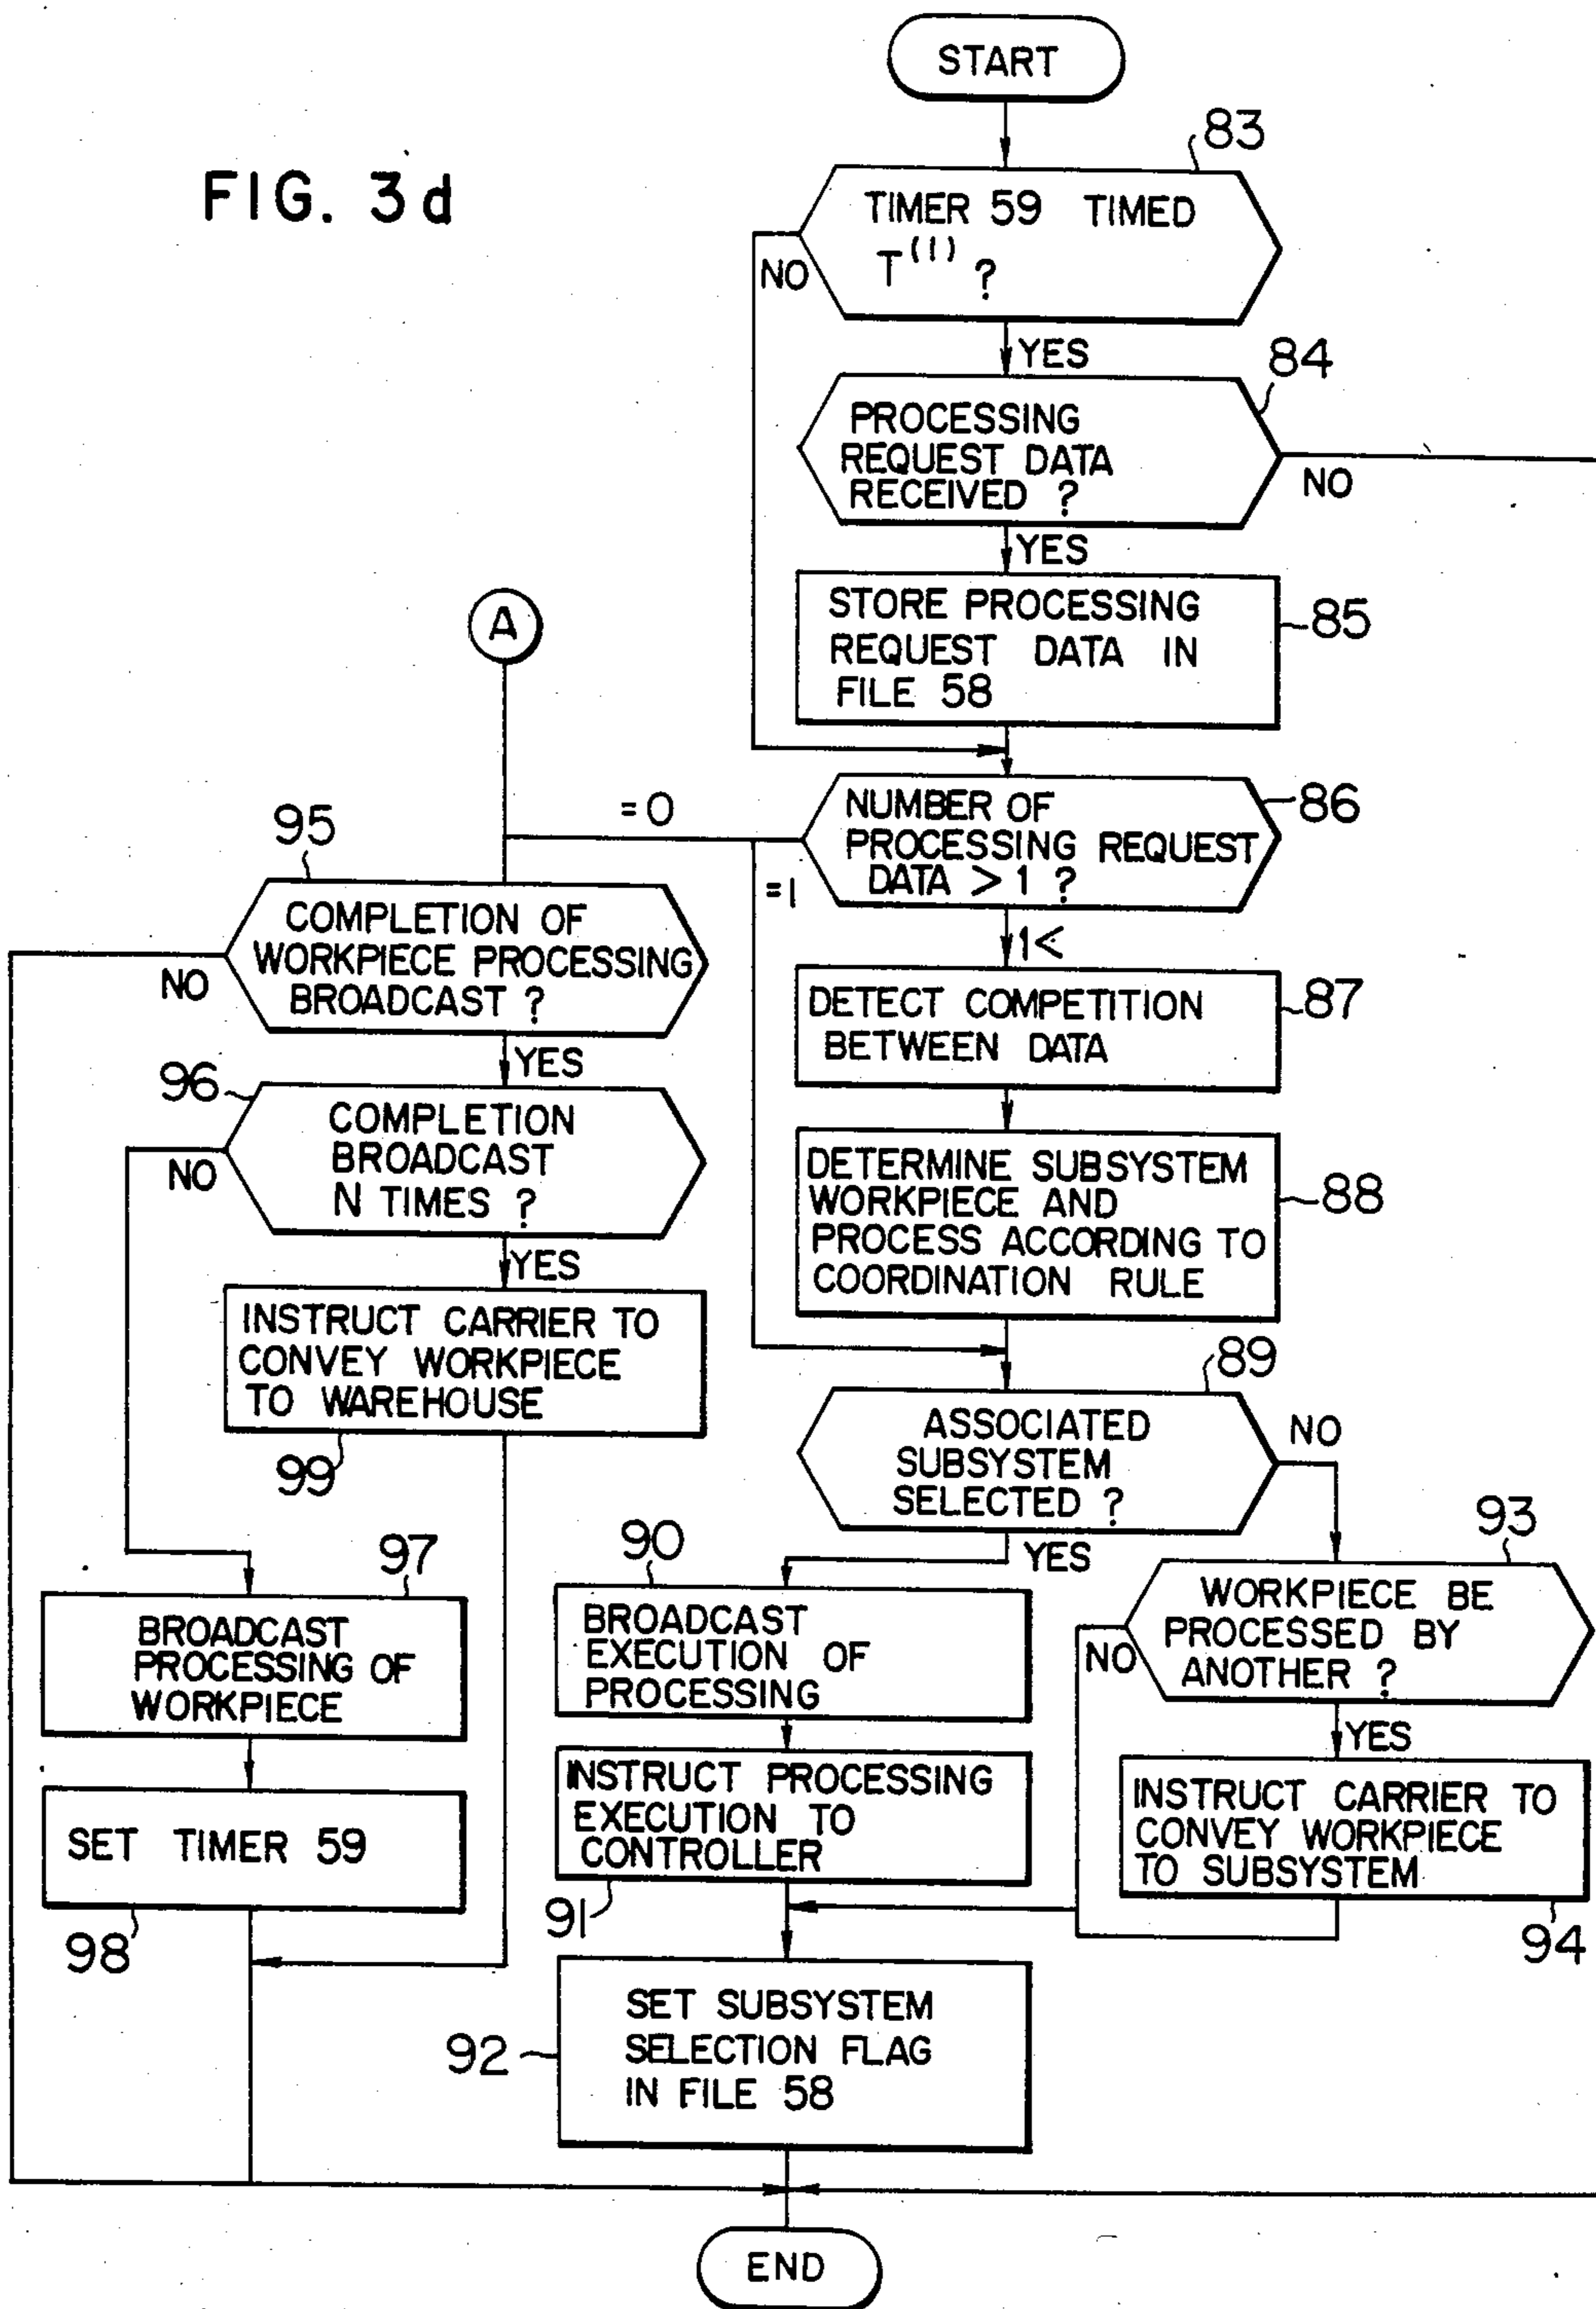 START
FIG. 3d
83
TIMER 59 TIMED
T(1) ?
NO
YES
84
PROCESSING
REQUEST DATA
RECEIVED ?
NO
YES
STORE PROCESSING
REQUEST DATA IN
FILE 58
85
A
NUMBER OF
PROCESSING REQUEST
DATA > 1 ?
86
=0
=1
1<
95
COMPLETION OF
WORKPIECE PROCESSING
BROADCAST ?
NO
YES
DETECT COMPETITION
BETWEEN DATA
87
96
COMPLETION
BROADCAST
N TIMES ?
NO
YES
DETERMINE SUBSYSTEM
WORKPIECE AND
PROCESS ACCORDING TO
COORDINATION RULE
88
INSTRUCT CARRIER TO
CONVEY WORKPIECE
TO WAREHOUSE
99
89
ASSOCIATED
SUBSYSTEM
SELECTED ?
NO
YES
93
WORKPIECE BE
PROCESSED BY
ANOTHER ?
NO
YES
97
BROADCAST
PROCESSING OF
WORKPIECE
90
BROADCAST
EXECUTION OF
PROCESSING
INSTRUCT PROCESSING
EXECUTION TO
CONTROLLER
91
INSTRUCT CARRIER TO
CONVEY WORKPIECE
TO SUBSYSTEM
94
SET TIMER 59
98
SET SUBSYSTEM
SELECTION FLAG
IN FILE 58
92
END